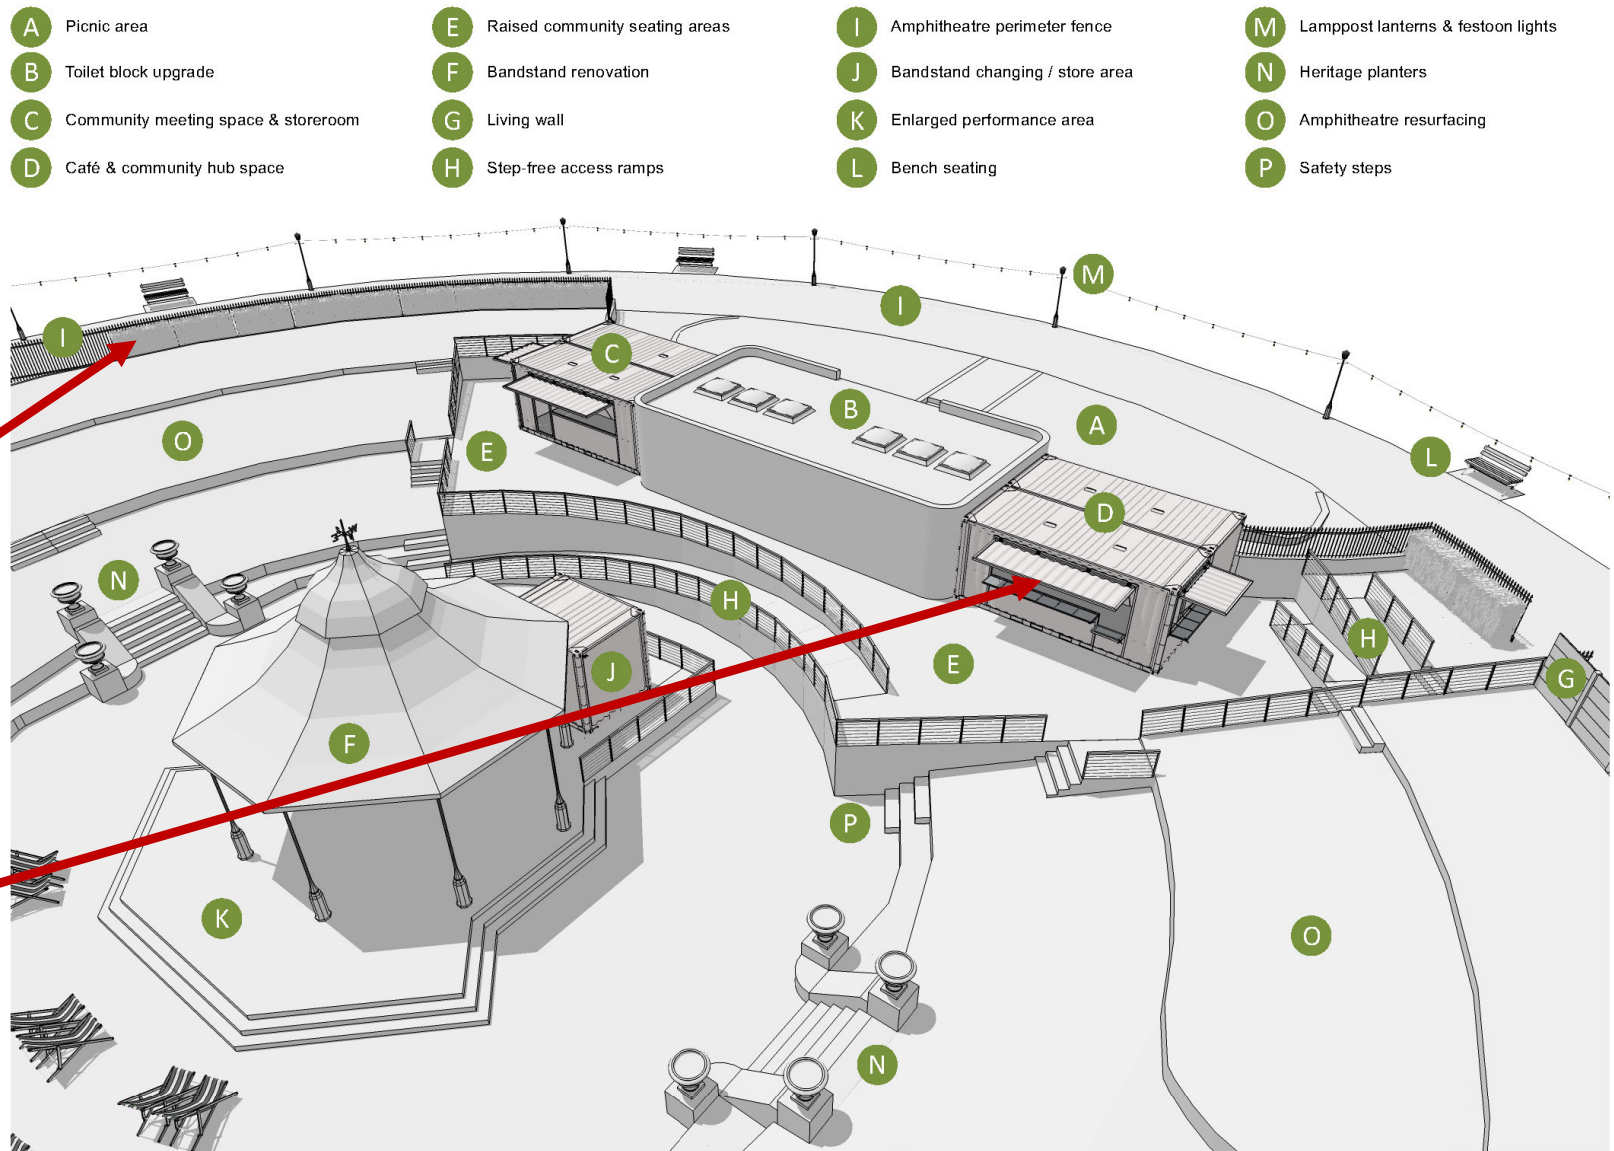 A Picnic area
B Toilet block upgrade
C Community meeting space & storeroom
D Café & community hub space
E Raised community seating areas
F Bandstand renovation
G Living wall
H Step-free access ramps
I Amphitheatre perimeter fence
J Bandstand changing / store area
K Enlarged performance area
L Bench seating
M Lamppost lanterns & festoon lights
N Heritage planters
O Amphitheatre resurfacing
P Safety steps
M
I
I
C
B
A
O
E
L
D
N
H
H
J
E
G
F
P
K
O
N